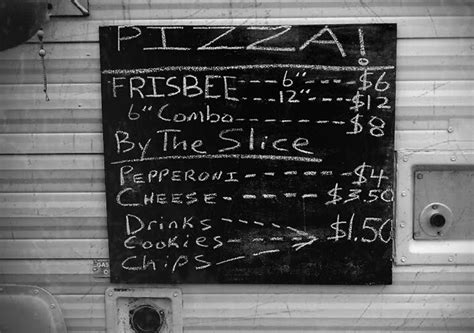 PIZZA!
FRISBEE --- 6" ------ $6
12" ------ $12
6" Combo ------ $8
By The Slice
PEPPERONI ------ $4
CHEESE ------ $3.50
Drinks
Cookies ------ $1.50
Chips
GAS